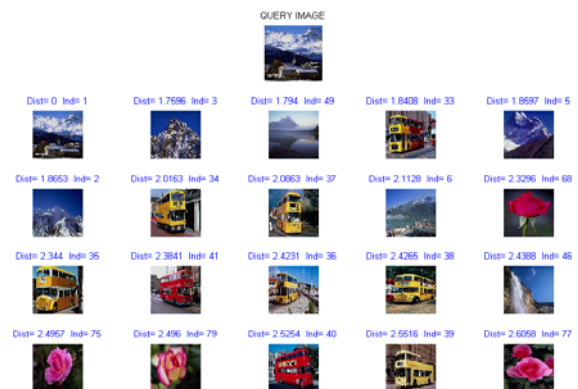 QUERY IMAGE
Dist= 0 Ind= 1 Dist= 1.7596 Ind= 3 Dist= 1.794 Ind= 49 Dist= 1.8408 Ind= 33 Dist= 1.8597 Ind= 5
Dist= 1.8653 Ind= 2 Dist= 2.0163 Ind= 34 Dist= 2.0863 Ind= 37 Dist= 2.1128 Ind= 6 Dist= 2.3296 Ind= 68
Dist= 2.344 Ind= 35 Dist= 2.3841 Ind= 41 Dist= 2.4231 Ind= 36 Dist= 2.4265 Ind= 38 Dist= 2.4388 Ind= 46
Dist= 2.4957 Ind= 75 Dist= 2.496 Ind= 79 Dist= 2.5254 Ind= 40 Dist= 2.5516 Ind= 39 Dist= 2.6058 Ind= 77